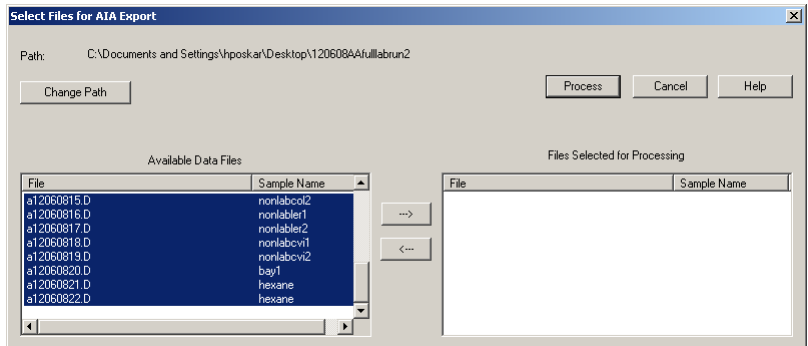 Select Files for AIA Export
Path: C:\Documents and Settings\hposkar\Desktop\120608AAfulllabrun2
Change Path Process Cancel Help
Available Data Files Files Selected for Processing
File Sample Name File Sample Name
a12060815.D nonlabcol2
a12060816.D nonlabler1
a12060817.D nonlabler2
a12060818.D nonlabcvi1
a12060819.D nonlabcvi2
a12060820.D bay1
a12060821.D hexane
a12060822.D hexane
--->
<---